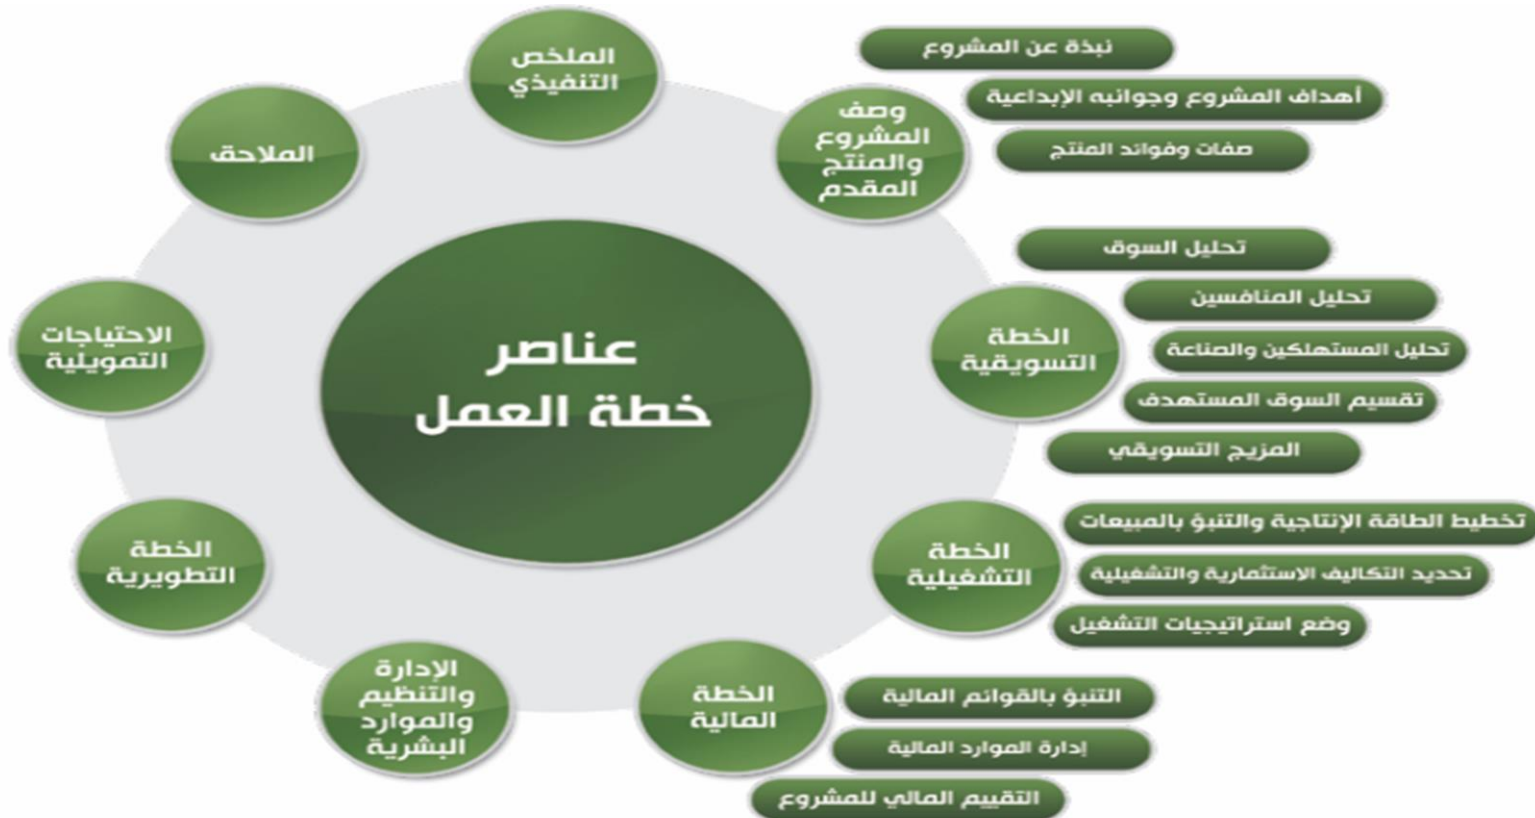 عناصر
خطة العمل
الملخص
التنفيذي
وصف
المشروع
والمنتج
المقدم
نبذة عن المشروع
أهداف المشروع وجوانبه الإبداعية
صفات وفوائد المنتج
الخطة
التسويقية
تحليل السوق
تحليل المنافسين
تحليل المستهلكين والصناعة
تقسيم السوق المستهدف
المزيج التسويقي
الخطة
التشغيلية
تخطيط الطاقة الإنتاجية والتنبؤ بالمبيعات
تحديد التكاليف الاستثمارية والتشغيلية
وضع استراتيجيات التشغيل
الخطة
المالية
التنبؤ بالقوائم المالية
إدارة الموارد المالية
التقييم المالي للمشروع
الإدارة
والتنظيم
والموارد
البشرية
الخطة
التطويرية
الاحتياجات
التمويلية
الملاحق